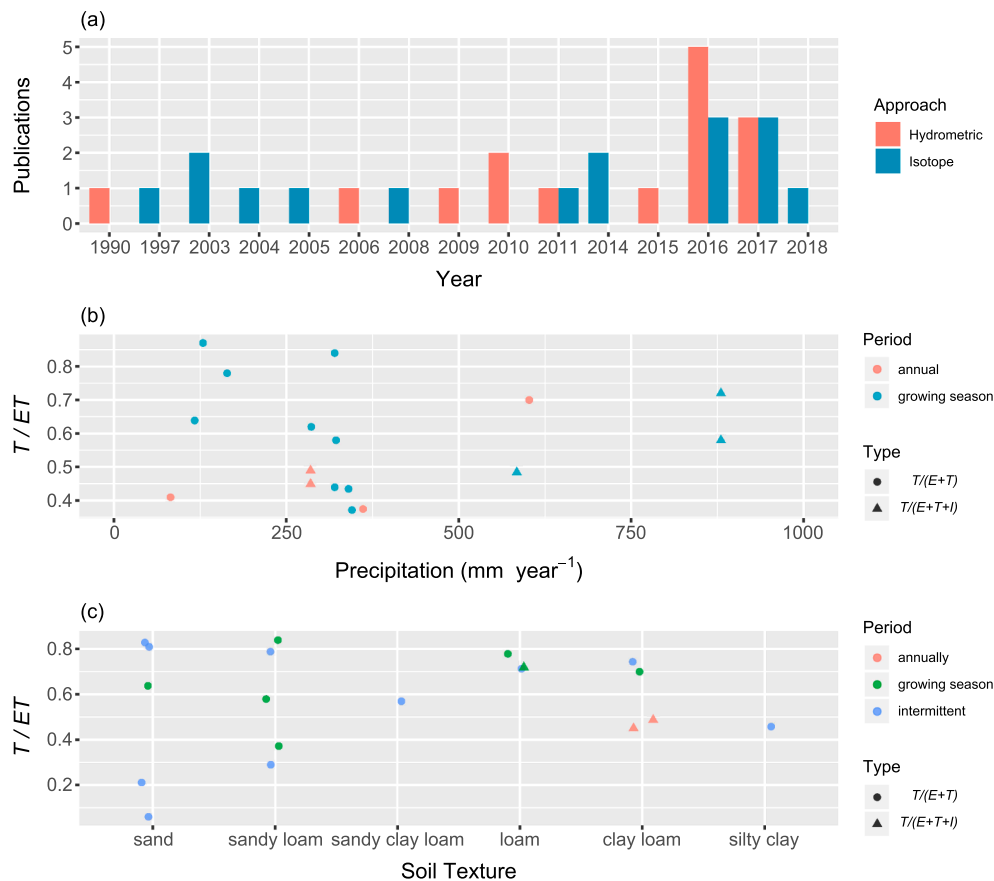 (a)
Publications
5
4
3
2
1
0
1990 1997 2003 2004 2005 2006 2008 2009 2010 2011 2014 2015 2016 2017 2018
Year
Approach
Hydrometric
Isotope
(b)
T / ET
0.8
0.7
0.6
0.5
0.4
0 250 500 750 1000
Precipitation (mm year⁻¹)
Period
annual
growing season
Type
T/(E+T)
T/(E+T+I)
(c)
T / ET
0.8
0.6
0.4
0.2
sand sandy loam sandy clay loam loam clay loam silty clay
Soil Texture
Period
annually
growing season
intermittent
Type
T/(E+T)
T/(E+T+I)